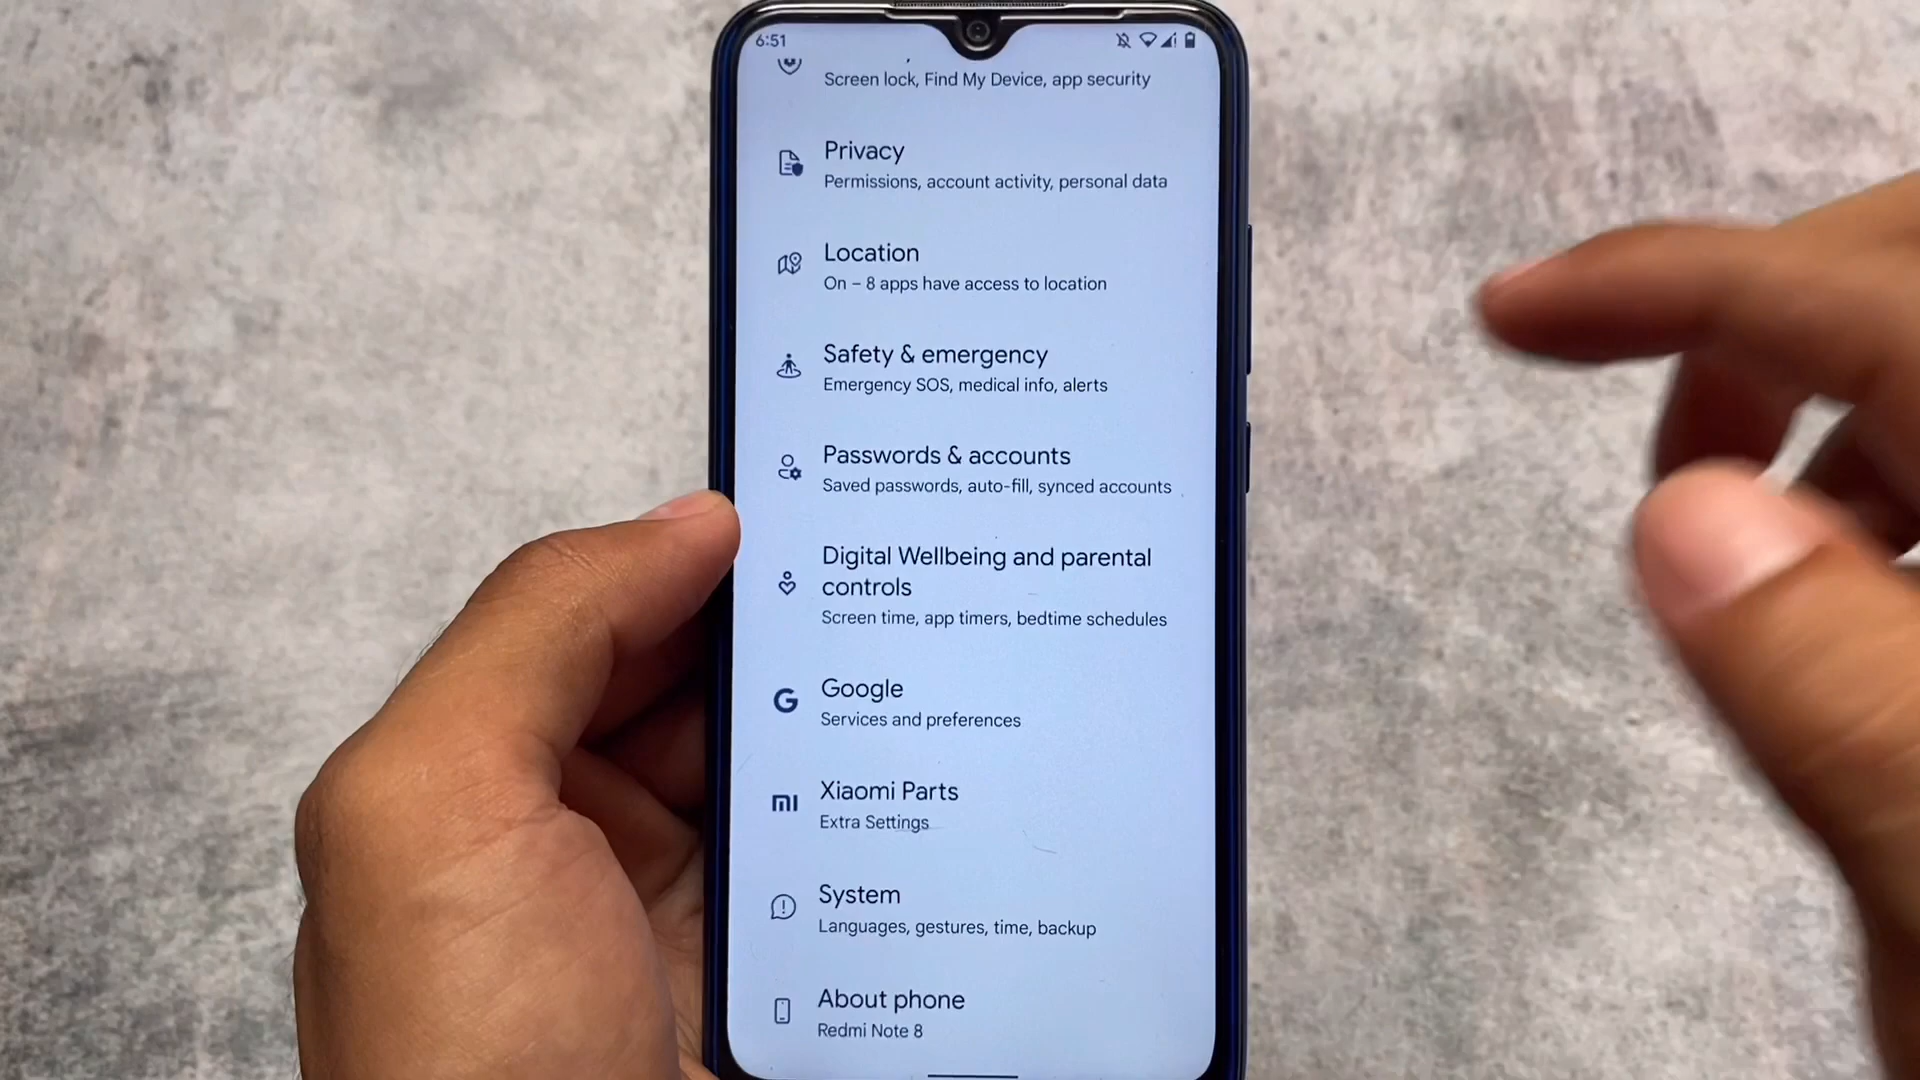 6:51
Screen lock, Find My Device, app security
Privacy
Permissions, account activity, personal data
Location
On – 8 apps have access to location
Safety & emergency
Emergency SOS, medical info, alerts
Passwords & accounts
Saved passwords, auto-fill, synced accounts
Digital Wellbeing and parental
controls
Screen time, app timers, bedtime schedules
G Google
Services and preferences
mi Xiaomi Parts
Extra Settings
System
Languages, gestures, time, backup
About phone
Redmi Note 8